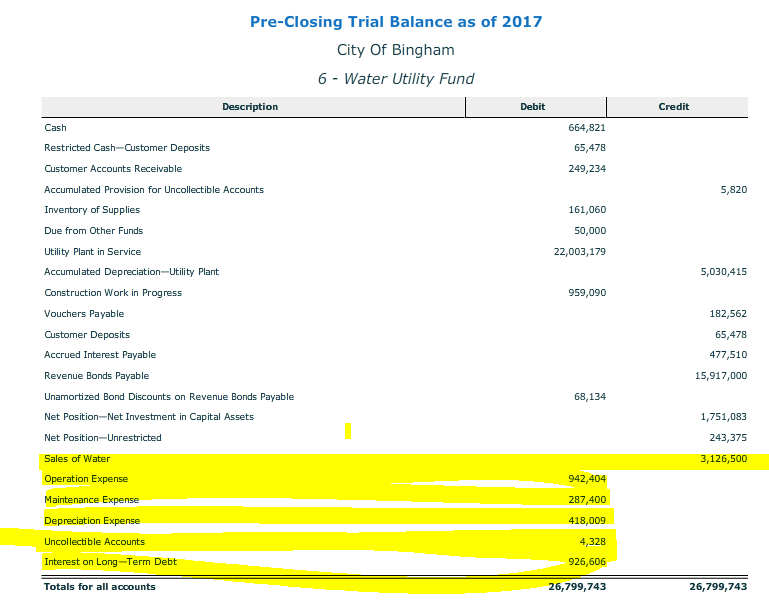 Pre-Closing Trial Balance as of 2017
City Of Bingham
6 - Water Utility Fund
Description Debit Credit
Cash 664,821
Restricted Cash—Customer Deposits 65,478
Customer Accounts Receivable 249,234
Accumulated Provision for Uncollectible Accounts 5,820
Inventory of Supplies 161,060
Due from Other Funds 50,000
Utility Plant in Service 22,003,179
Accumulated Depreciation—Utility Plant 5,030,415
Construction Work in Progress 959,090
Vouchers Payable 182,562
Customer Deposits 65,478
Accrued Interest Payable 477,510
Revenue Bonds Payable 15,917,000
Unamortized Bond Discounts on Revenue Bonds Payable 68,134
Net Position—Net Investment in Capital Assets 1,751,083
Net Position—Unrestricted 243,375
Sales of Water 3,126,500
Operation Expense 942,404
Maintenance Expense 287,400
Depreciation Expense 418,009
Uncollectible Accounts 4,328
Interest on Long—Term Debt 926,606
Totals for all accounts 26,799,743 26,799,743